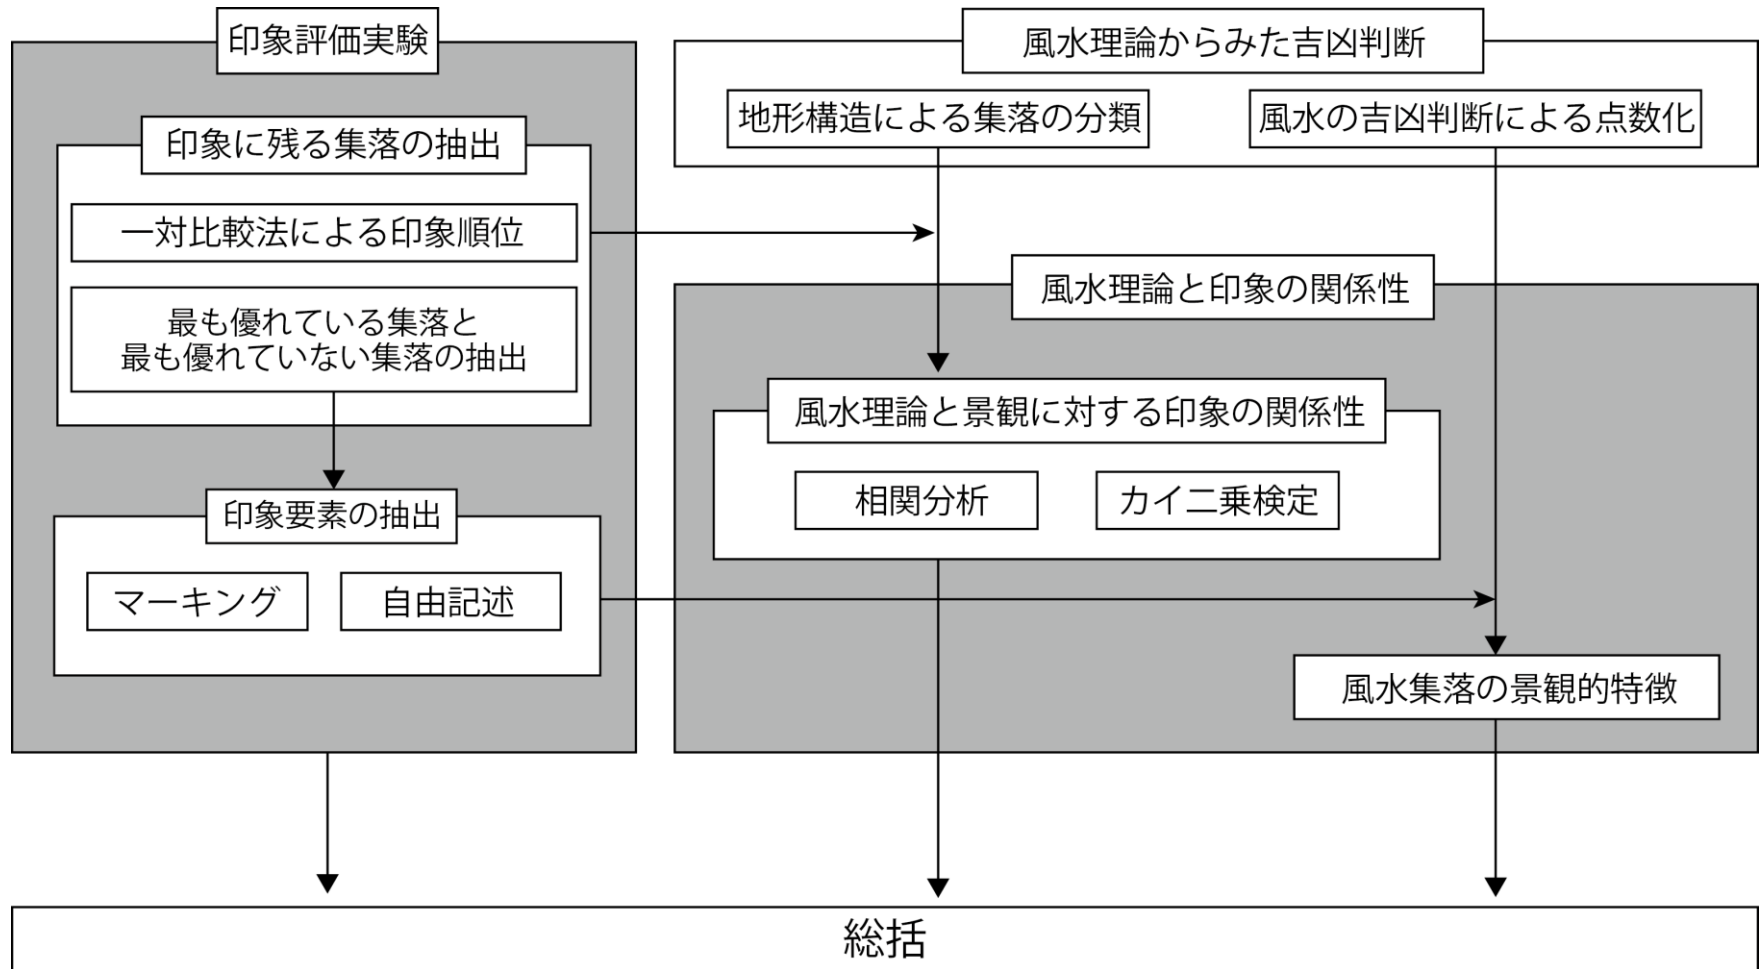 印象評価実験
印象に残る集落の抽出
一対比較法による印象順位
最も優れている集落と
最も優れていない集落の抽出
印象要素の抽出
マーキング
自由記述
風水理論からみた吉凶判断
地形構造による集落の分類
風水の吉凶判断による点数化
風水理論と印象の関係性
風水理論と景観に対する印象の関係性
相関分析
カイ二乗検定
風水集落の景観的特徴
総括